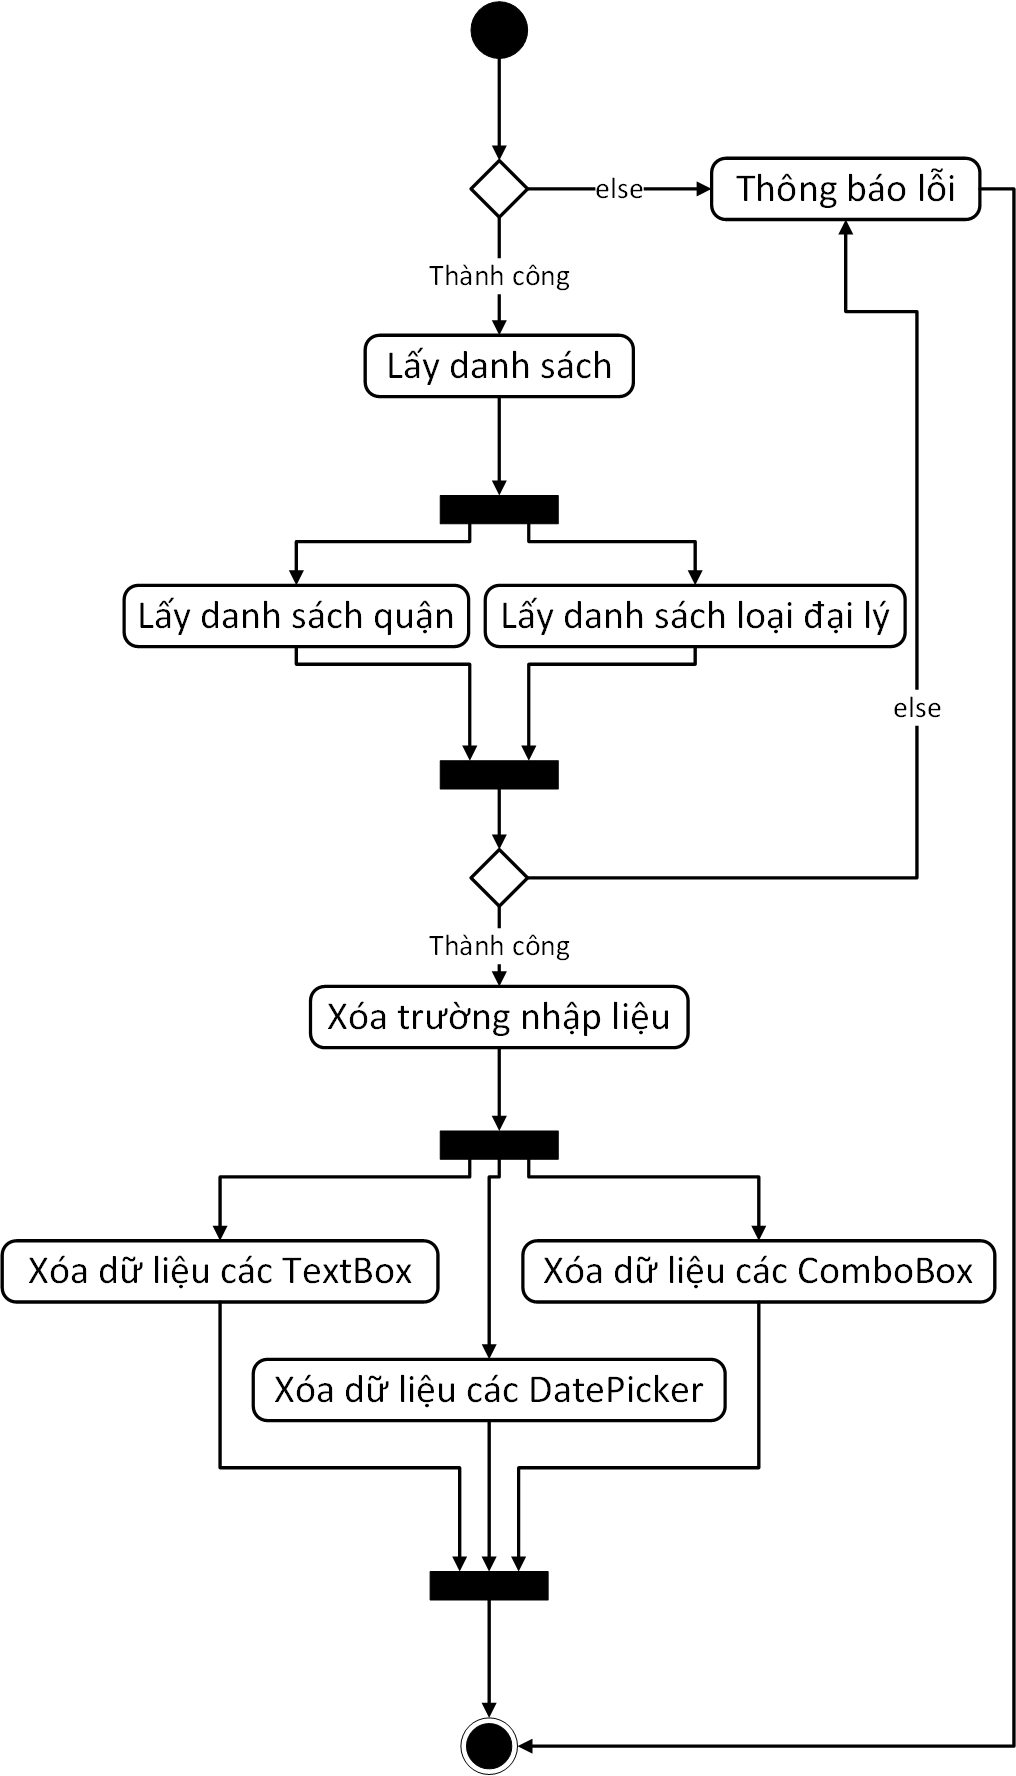 else
Thông báo lỗi
Thành công
Lấy danh sách
Lấy danh sách quận
Lấy danh sách loại đại lý
else
Thành công
Xóa trường nhập liệu
Xóa dữ liệu các TextBox
Xóa dữ liệu các ComboBox
Xóa dữ liệu các DatePicker